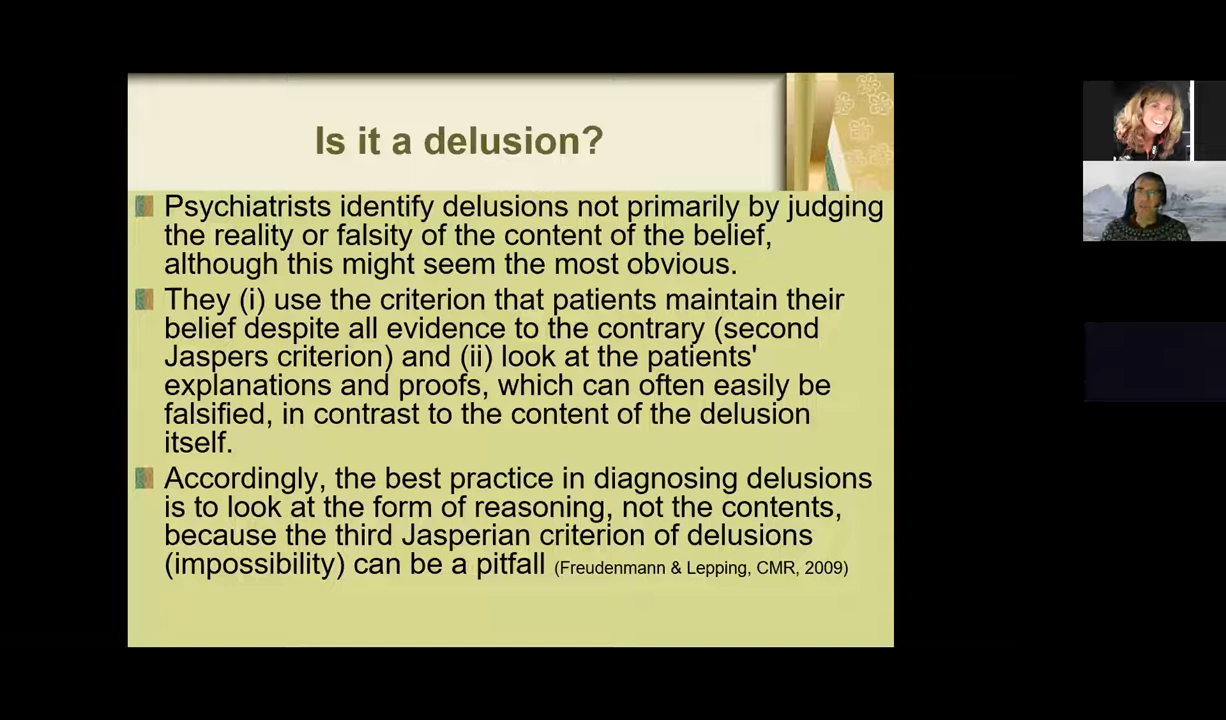 Is it a delusion?
Psychiatrists identify delusions not primarily by judging
the reality or falsity of the content of the belief,
although this might seem the most obvious.
They (i) use the criterion that patients maintain their
belief despite all evidence to the contrary (second
Jaspers criterion) and (ii) look at the patients'
explanations and proofs, which can often easily be
falsified, in contrast to the content of the delusion
itself.
Accordingly, the best practice in diagnosing delusions
is to look at the form of reasoning, not the contents,
because the third Jasperian criterion of delusions
(impossibility) can be a pitfall (Freudenmann & Lepping, CMR, 2009)